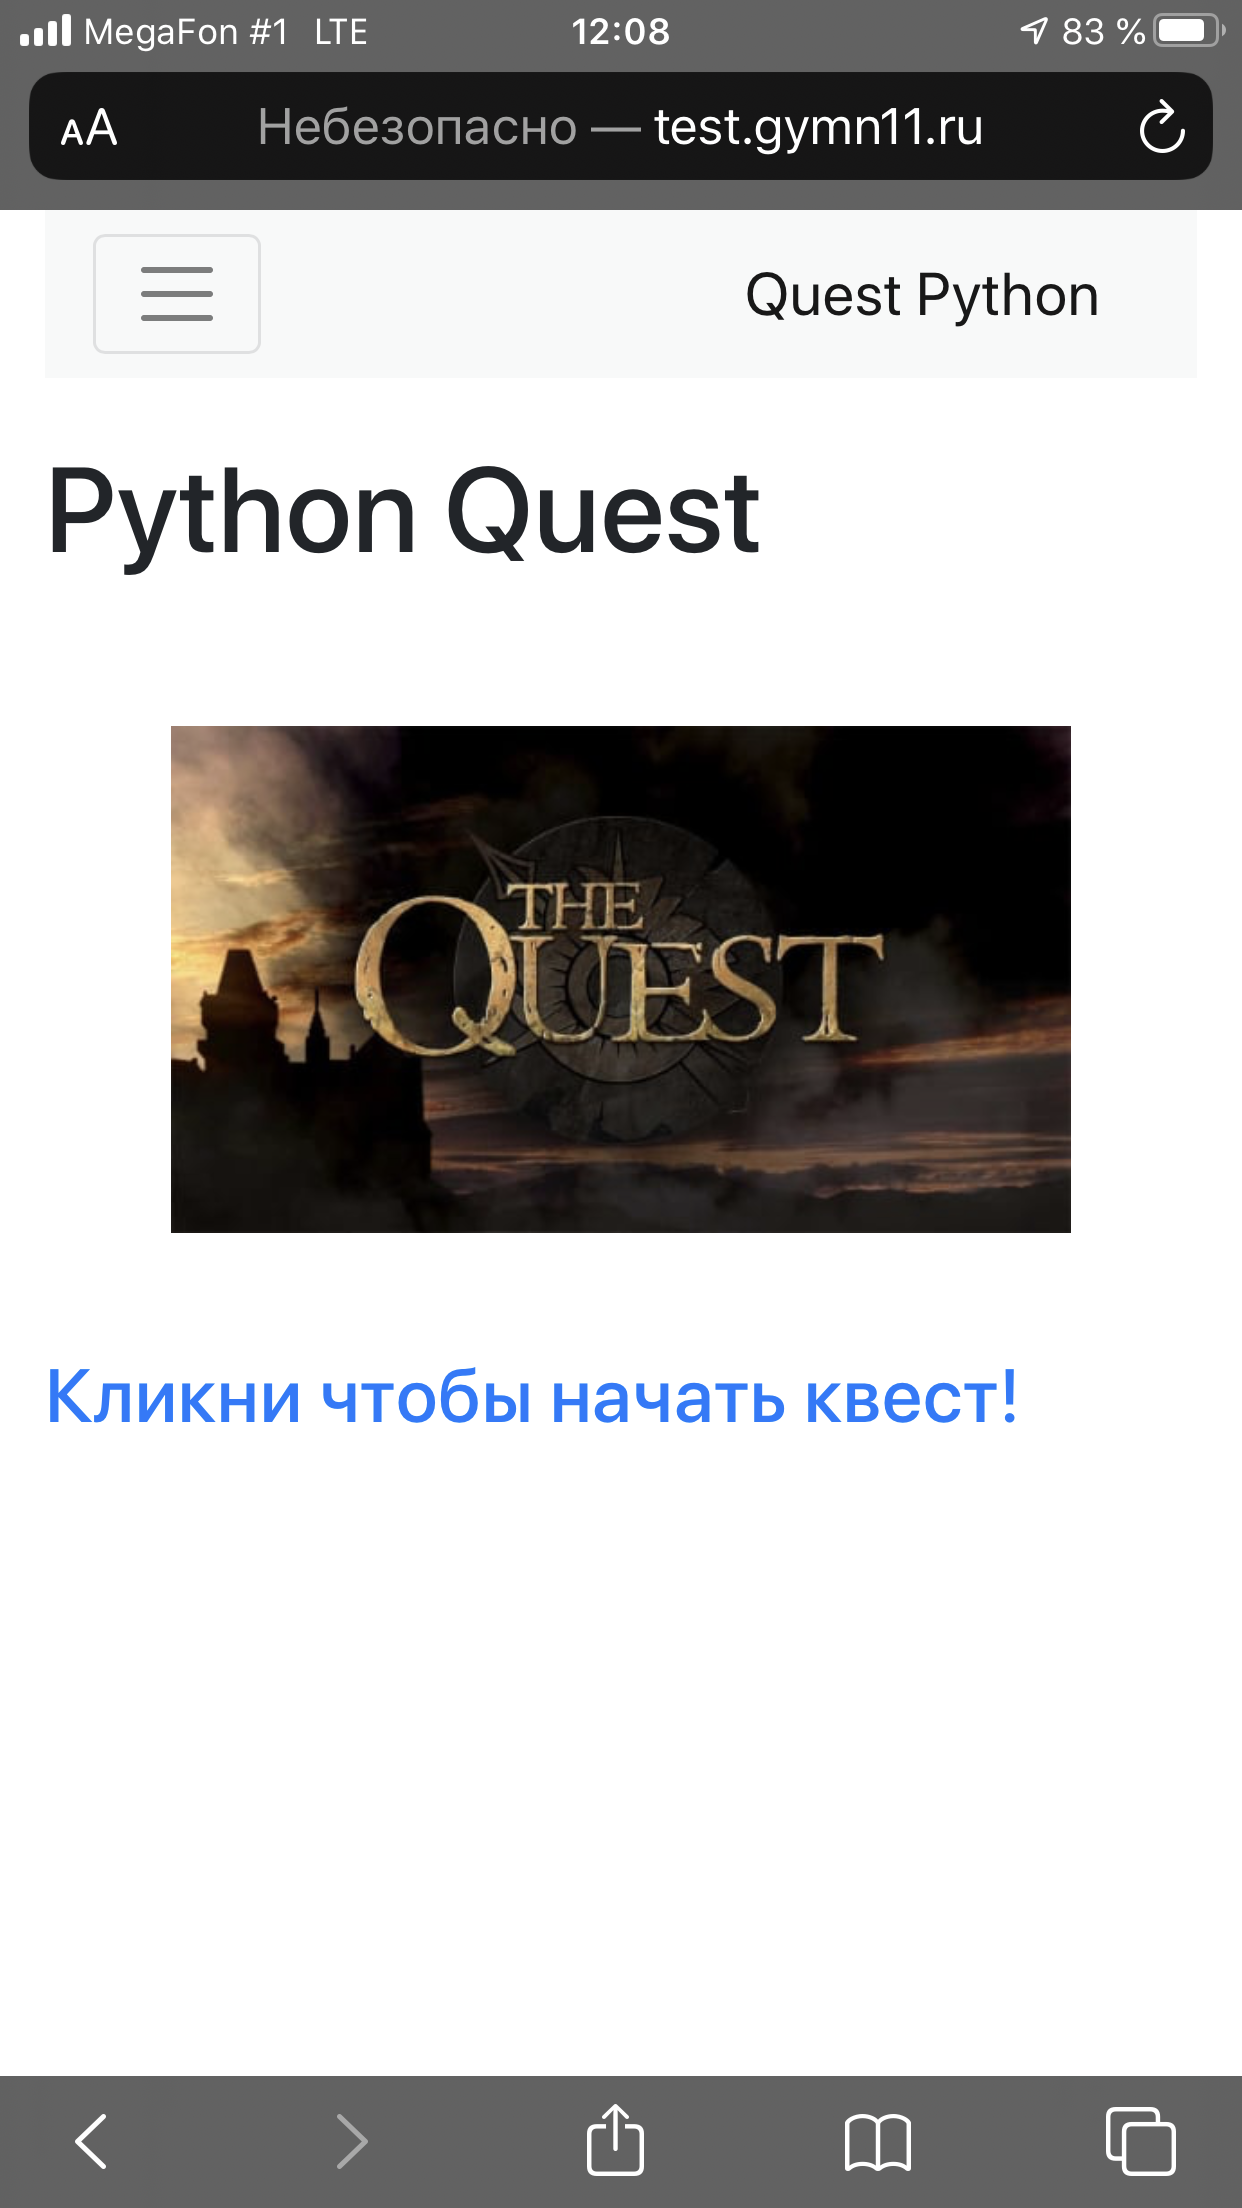 MegaFon #1 LTE 12:08 83 %
AA Небезопасно — test.gymn11.ru
Quest Python
Python Quest
THE
QUEST
Кликни чтобы начать квест!